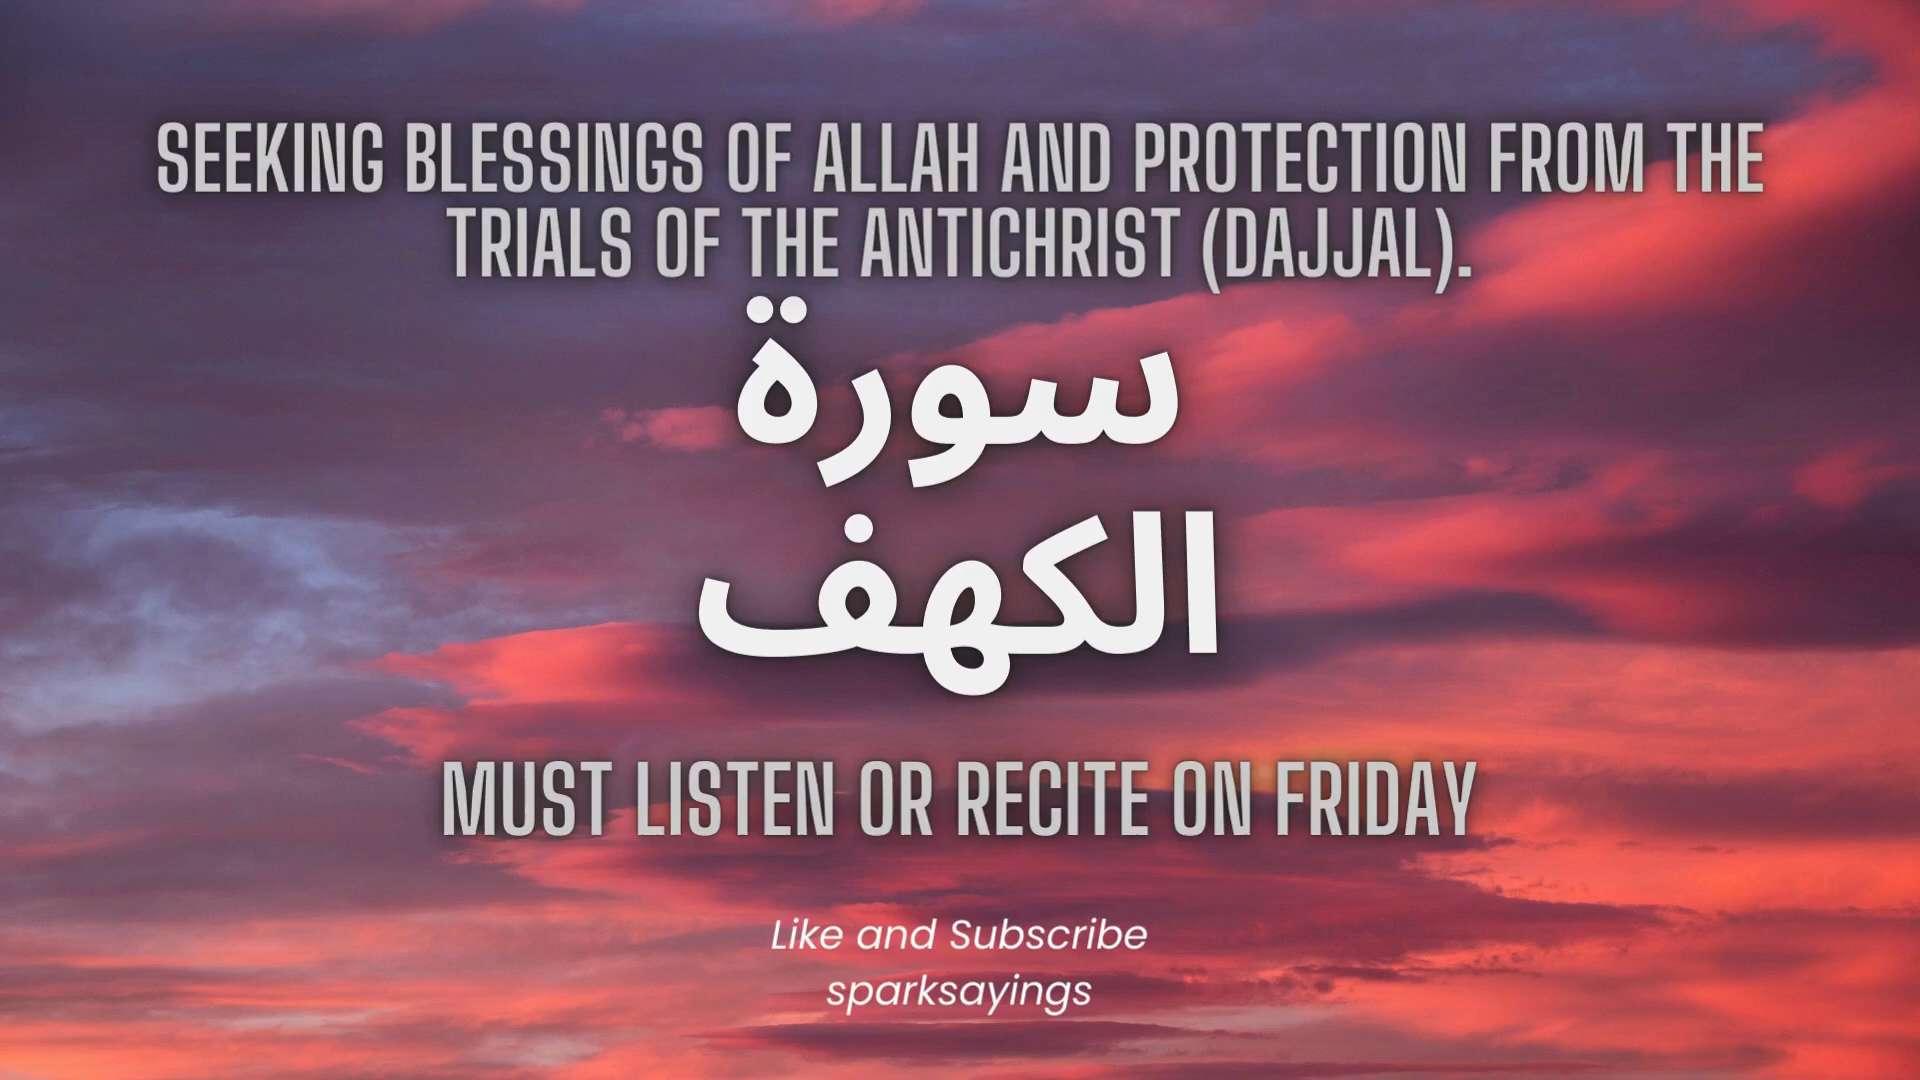 SEEKING BLESSINGS OF ALLAH AND PROTECTION FROM THE
TRIALS OF THE ANTICHRIST (DAJJAL).
سورة
الكهف
MUST LISTEN OR RECITE ON FRIDAY
Like and Subscribe
sparksayings